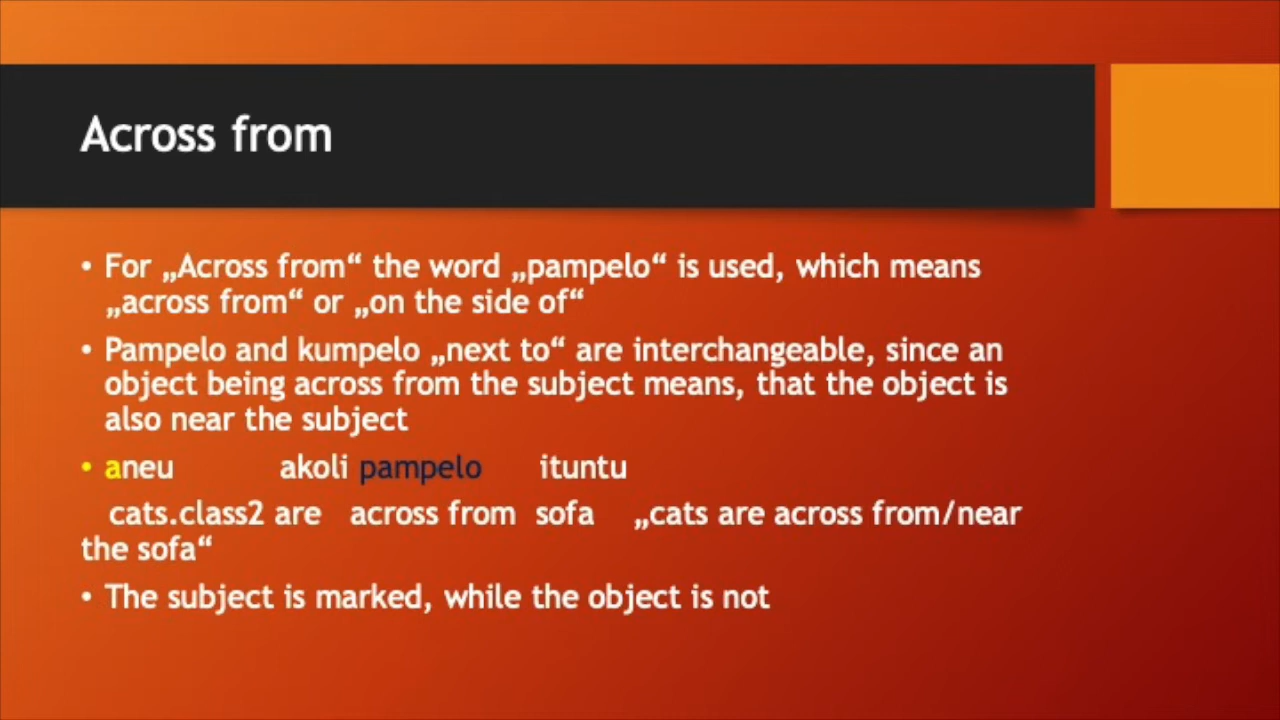 Across from
• For „Across from“ the word „pampelo“ is used, which means
„across from“ or „on the side of“
• Pampelo and kumpelo „next to“ are interchangeable, since an
object being across from the subject means, that the object is
also near the subject
• aneu akoli pampelo ituntu
cats.class2 are across from sofa „cats are across from/near
the sofa“
• The subject is marked, while the object is not